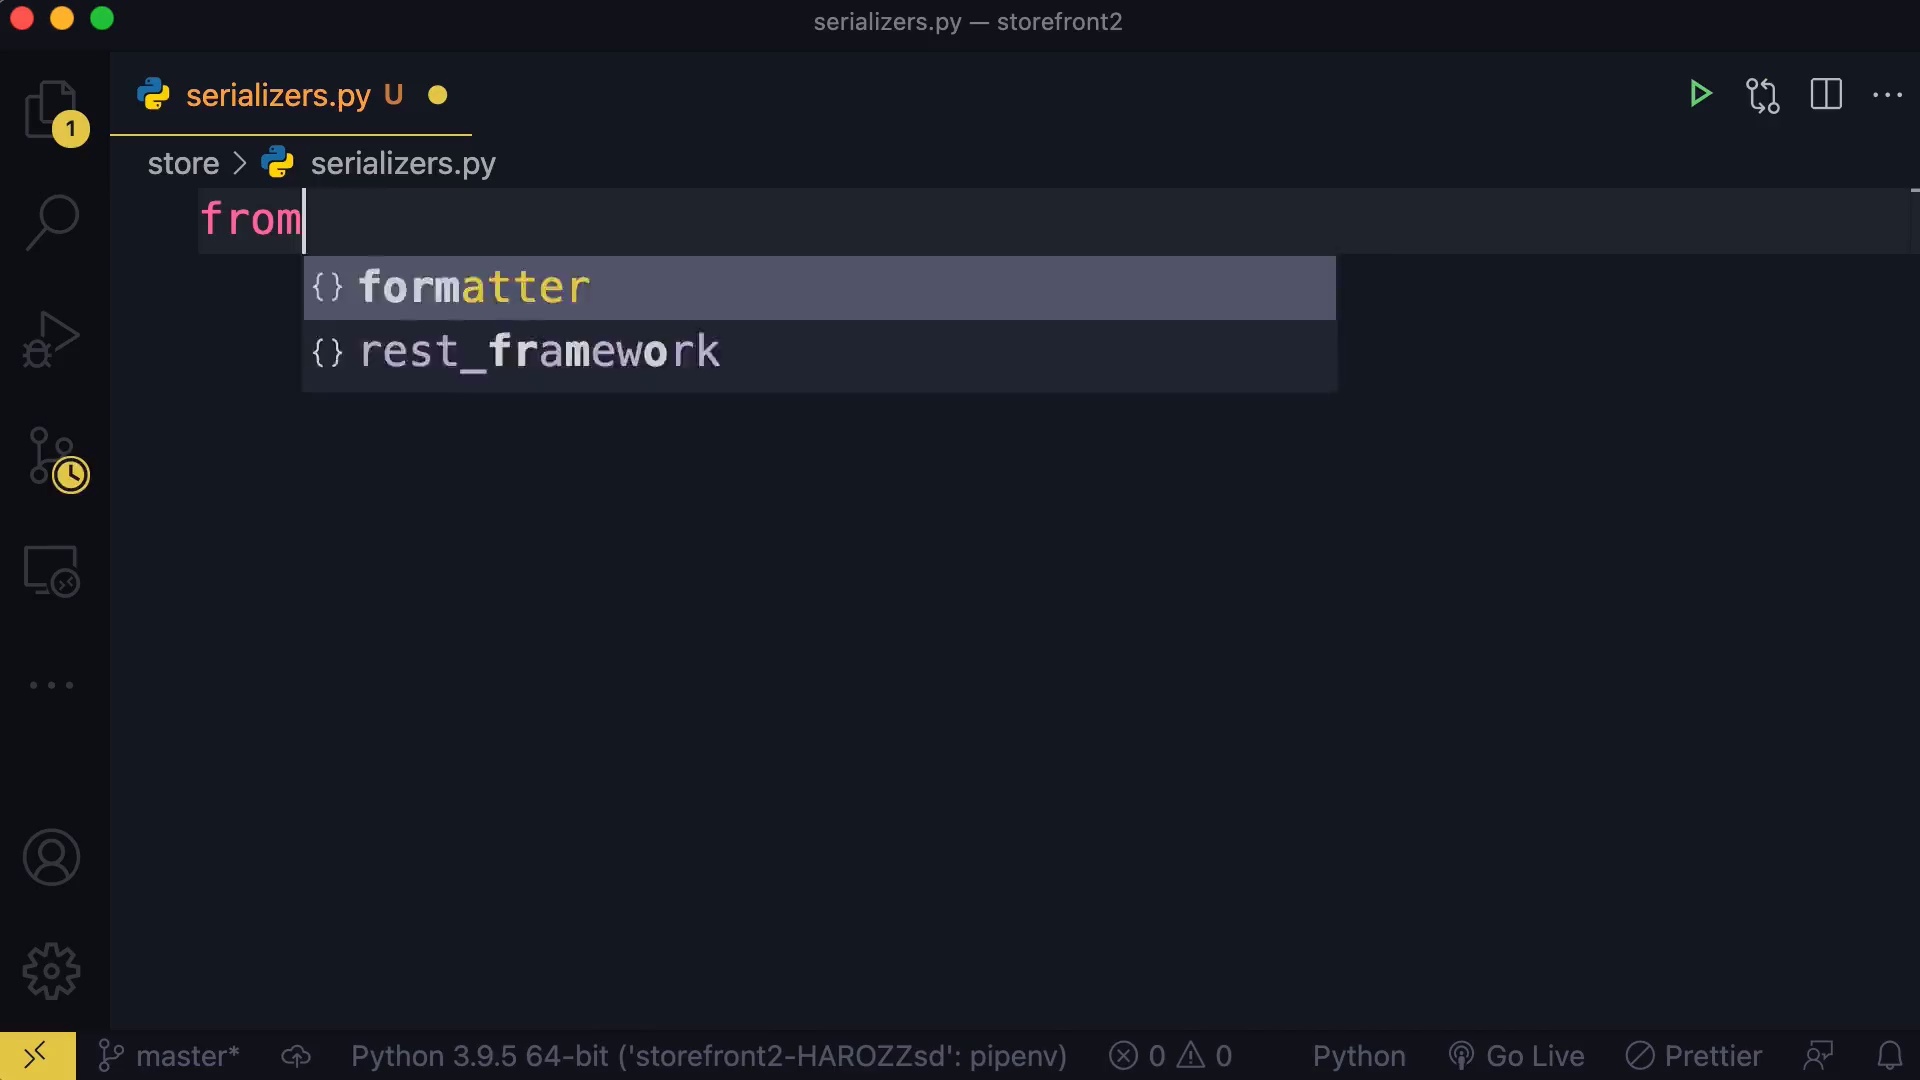 serializers.py — storefront2
serializers.py U
1
store > serializers.py
from
{} formatter
{} rest_framework
master*
Python 3.9.5 64-bit ('storefront2-HAROZZsd': pipenv)
0 0
Python
Go Live
Prettier